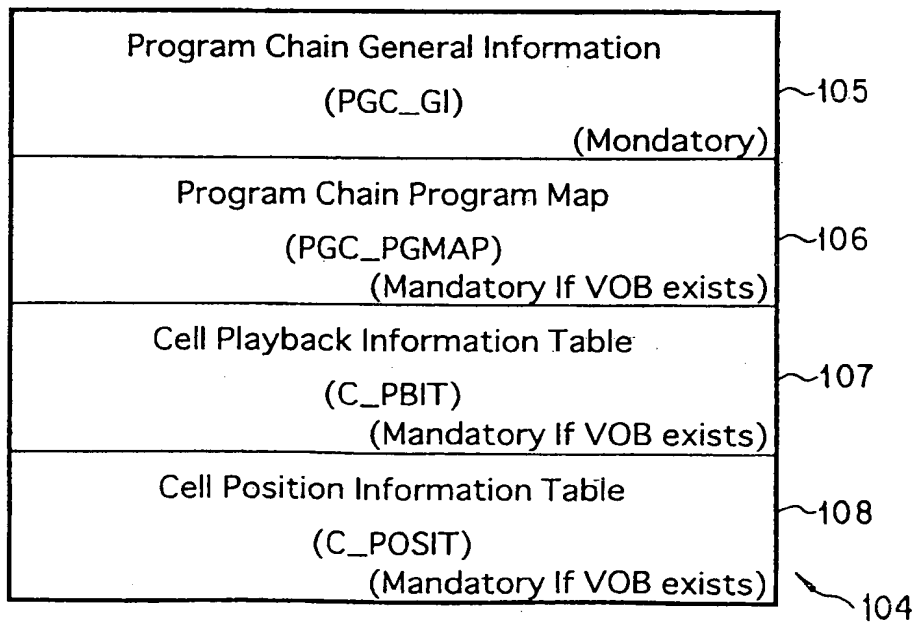 Program Chain General Information
(PGC_GI)
(Mondatory)
105
Program Chain Program Map
(PGC_PGMAP)
(Mandatory If VOB exists)
106
Cell Playback Information Table
(C_PBIT)
(Mandatory If VOB exists)
107
Cell Position Information Table
(C_POSIT)
(Mandatory If VOB exists)
108
104